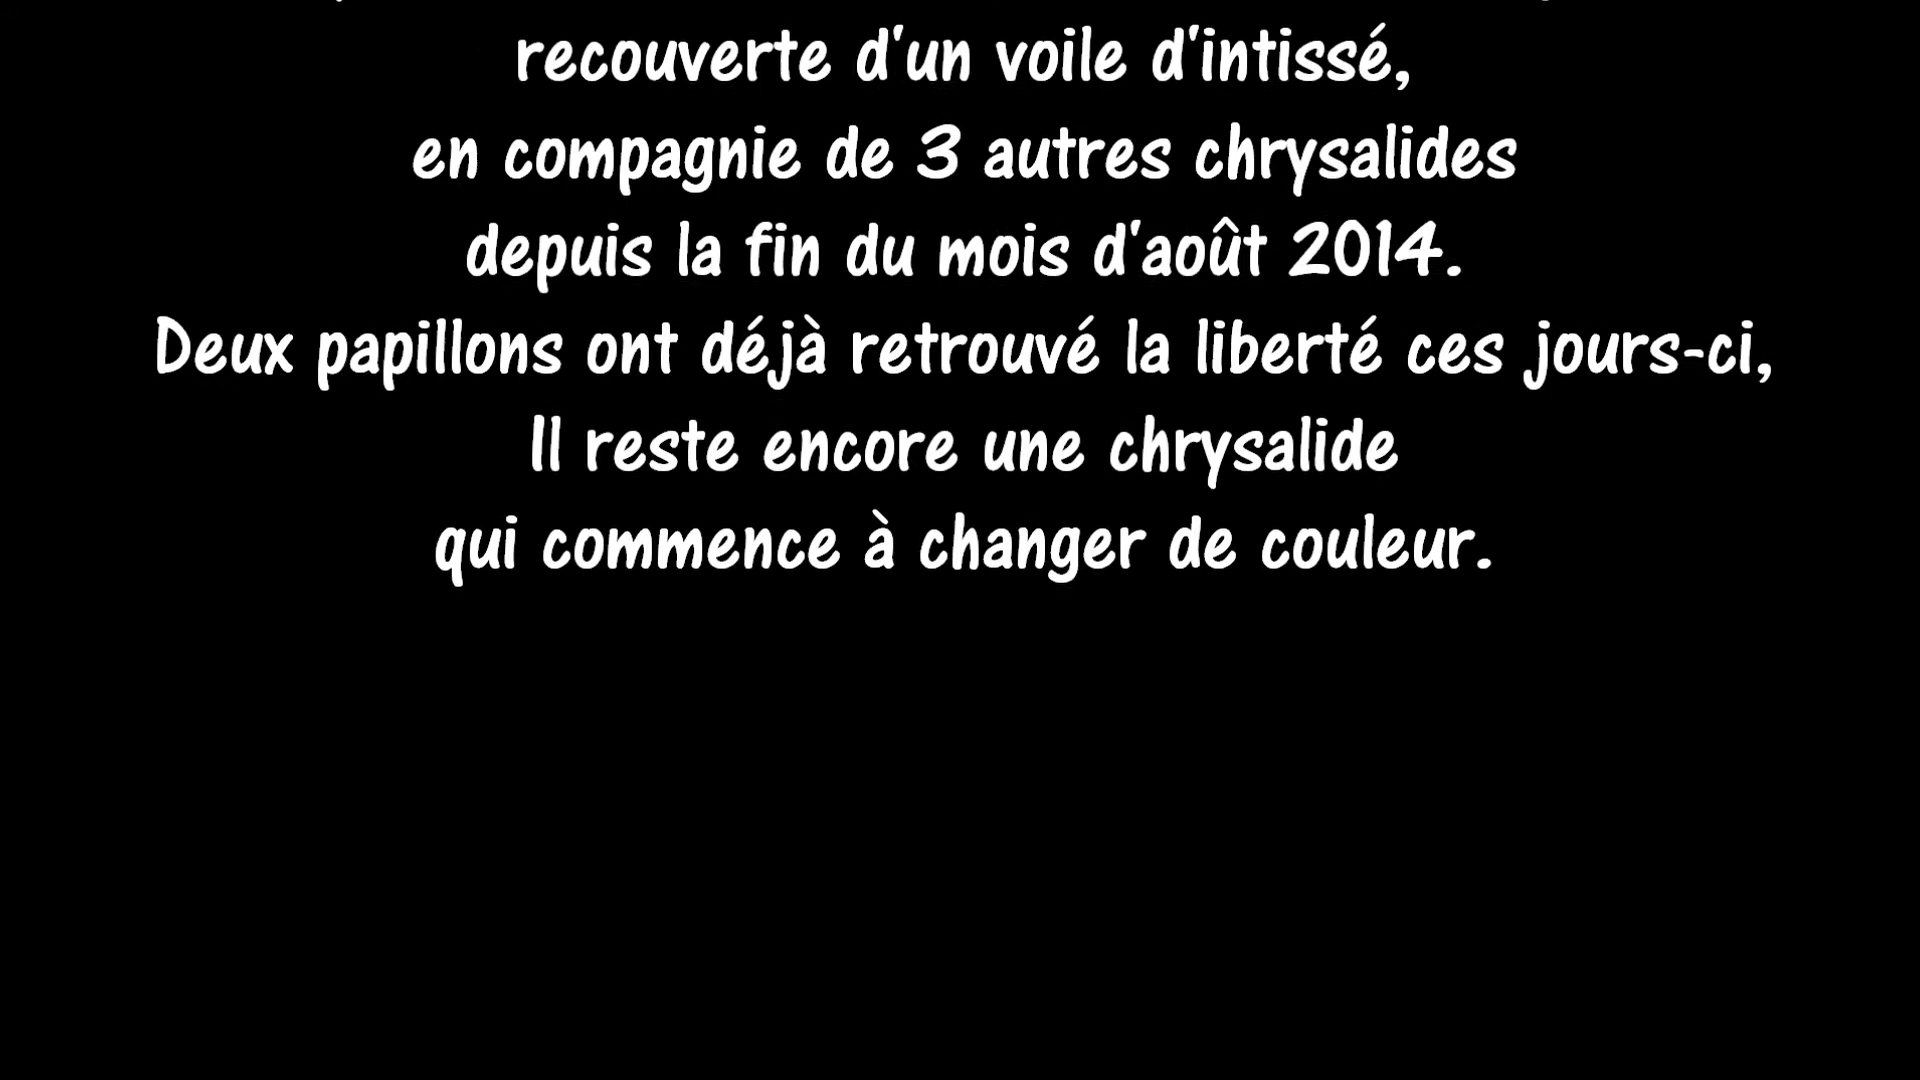 recouverte d'un voile d'intissé,
en compagnie de 3 autres chrysalides
depuis la fin du mois d'août 2014.
Deux papillons ont déjà retrouvé la liberté ces jours-ci,
Il reste encore une chrysalide
qui commence à changer de couleur.